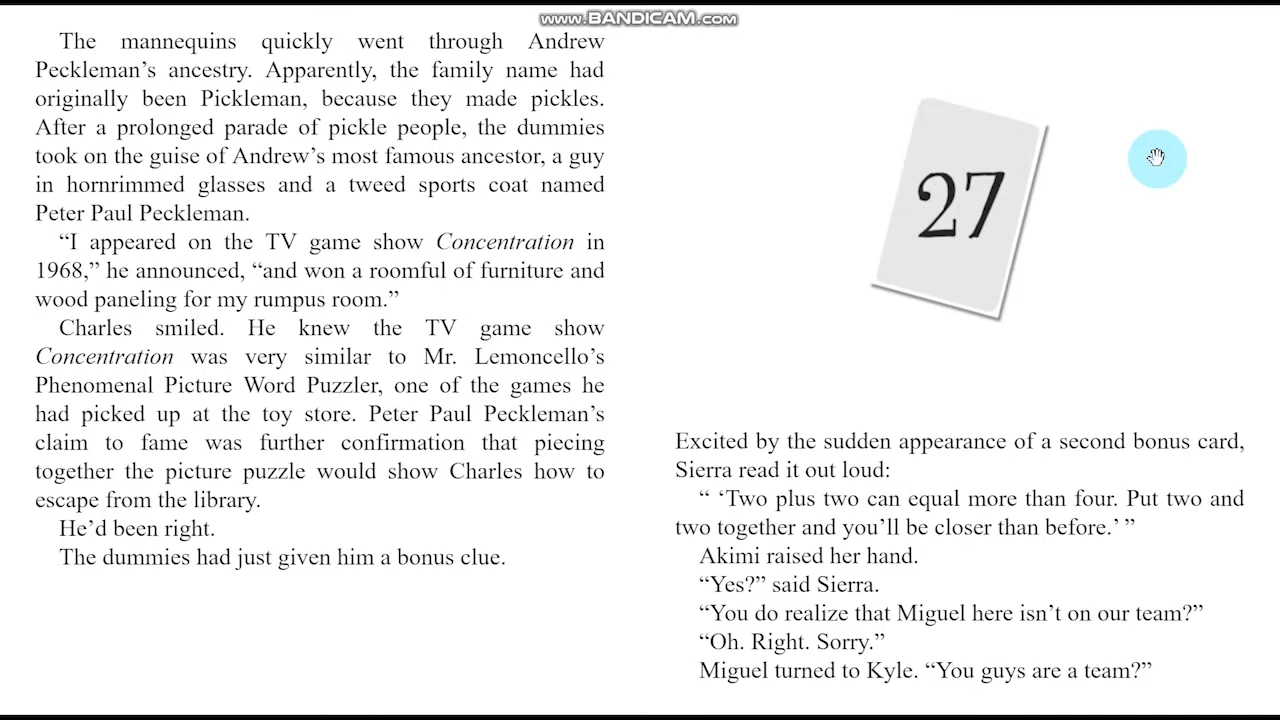 www.BANDICAM.com
The mannequins quickly went through Andrew
Peckleman’s ancestry. Apparently, the family name had
originally been Pickleman, because they made pickles.
After a prolonged parade of pickle people, the dummies
took on the guise of Andrew’s most famous ancestor, a guy
in hornrimmed glasses and a tweed sports coat named
Peter Paul Peckleman.
“I appeared on the TV game show Concentration in
1968,” he announced, “and won a roomful of furniture and
wood paneling for my rumpus room.”
Charles smiled. He knew the TV game show
Concentration was very similar to Mr. Lemoncello’s
Phenomenal Picture Word Puzzler, one of the games he
had picked up at the toy store. Peter Paul Peckleman’s
claim to fame was further confirmation that piecing
together the picture puzzle would show Charles how to
escape from the library.
He’d been right.
The dummies had just given him a bonus clue.
27
Excited by the sudden appearance of a second bonus card,
Sierra read it out loud:
“ ‘Two plus two can equal more than four. Put two and
two together and you’ll be closer than before.’ ”
Akimi raised her hand.
“Yes?” said Sierra.
“You do realize that Miguel here isn’t on our team?”
“Oh. Right. Sorry.”
Miguel turned to Kyle. “You guys are a team?”